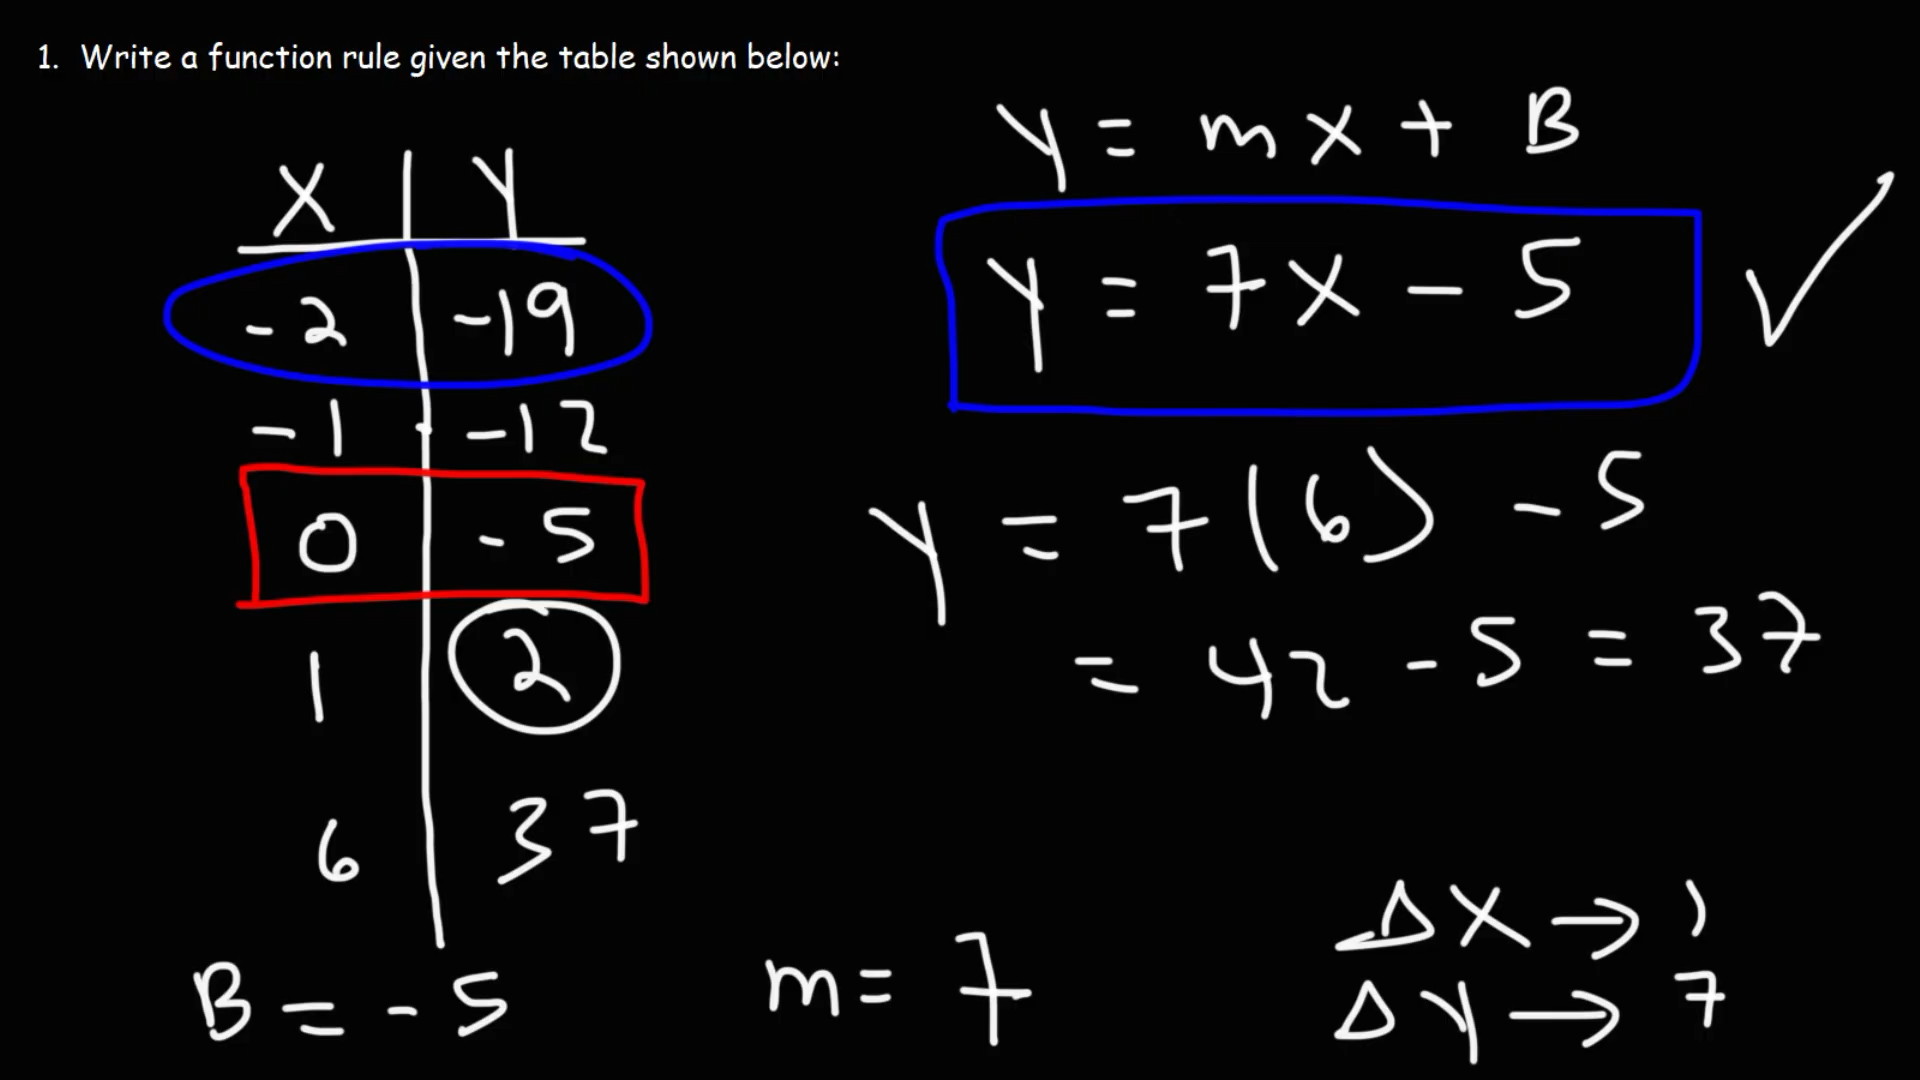 1. Write a function rule given the table shown below:
X | Y
-2 -19
-1 -12
0 -5
1 2
6 37
B = -5
y = mx + B
y = 7x - 5
y = 7(6) - 5
= 42 - 5 = 37
m = 7
Δx → 1
Δy → 7